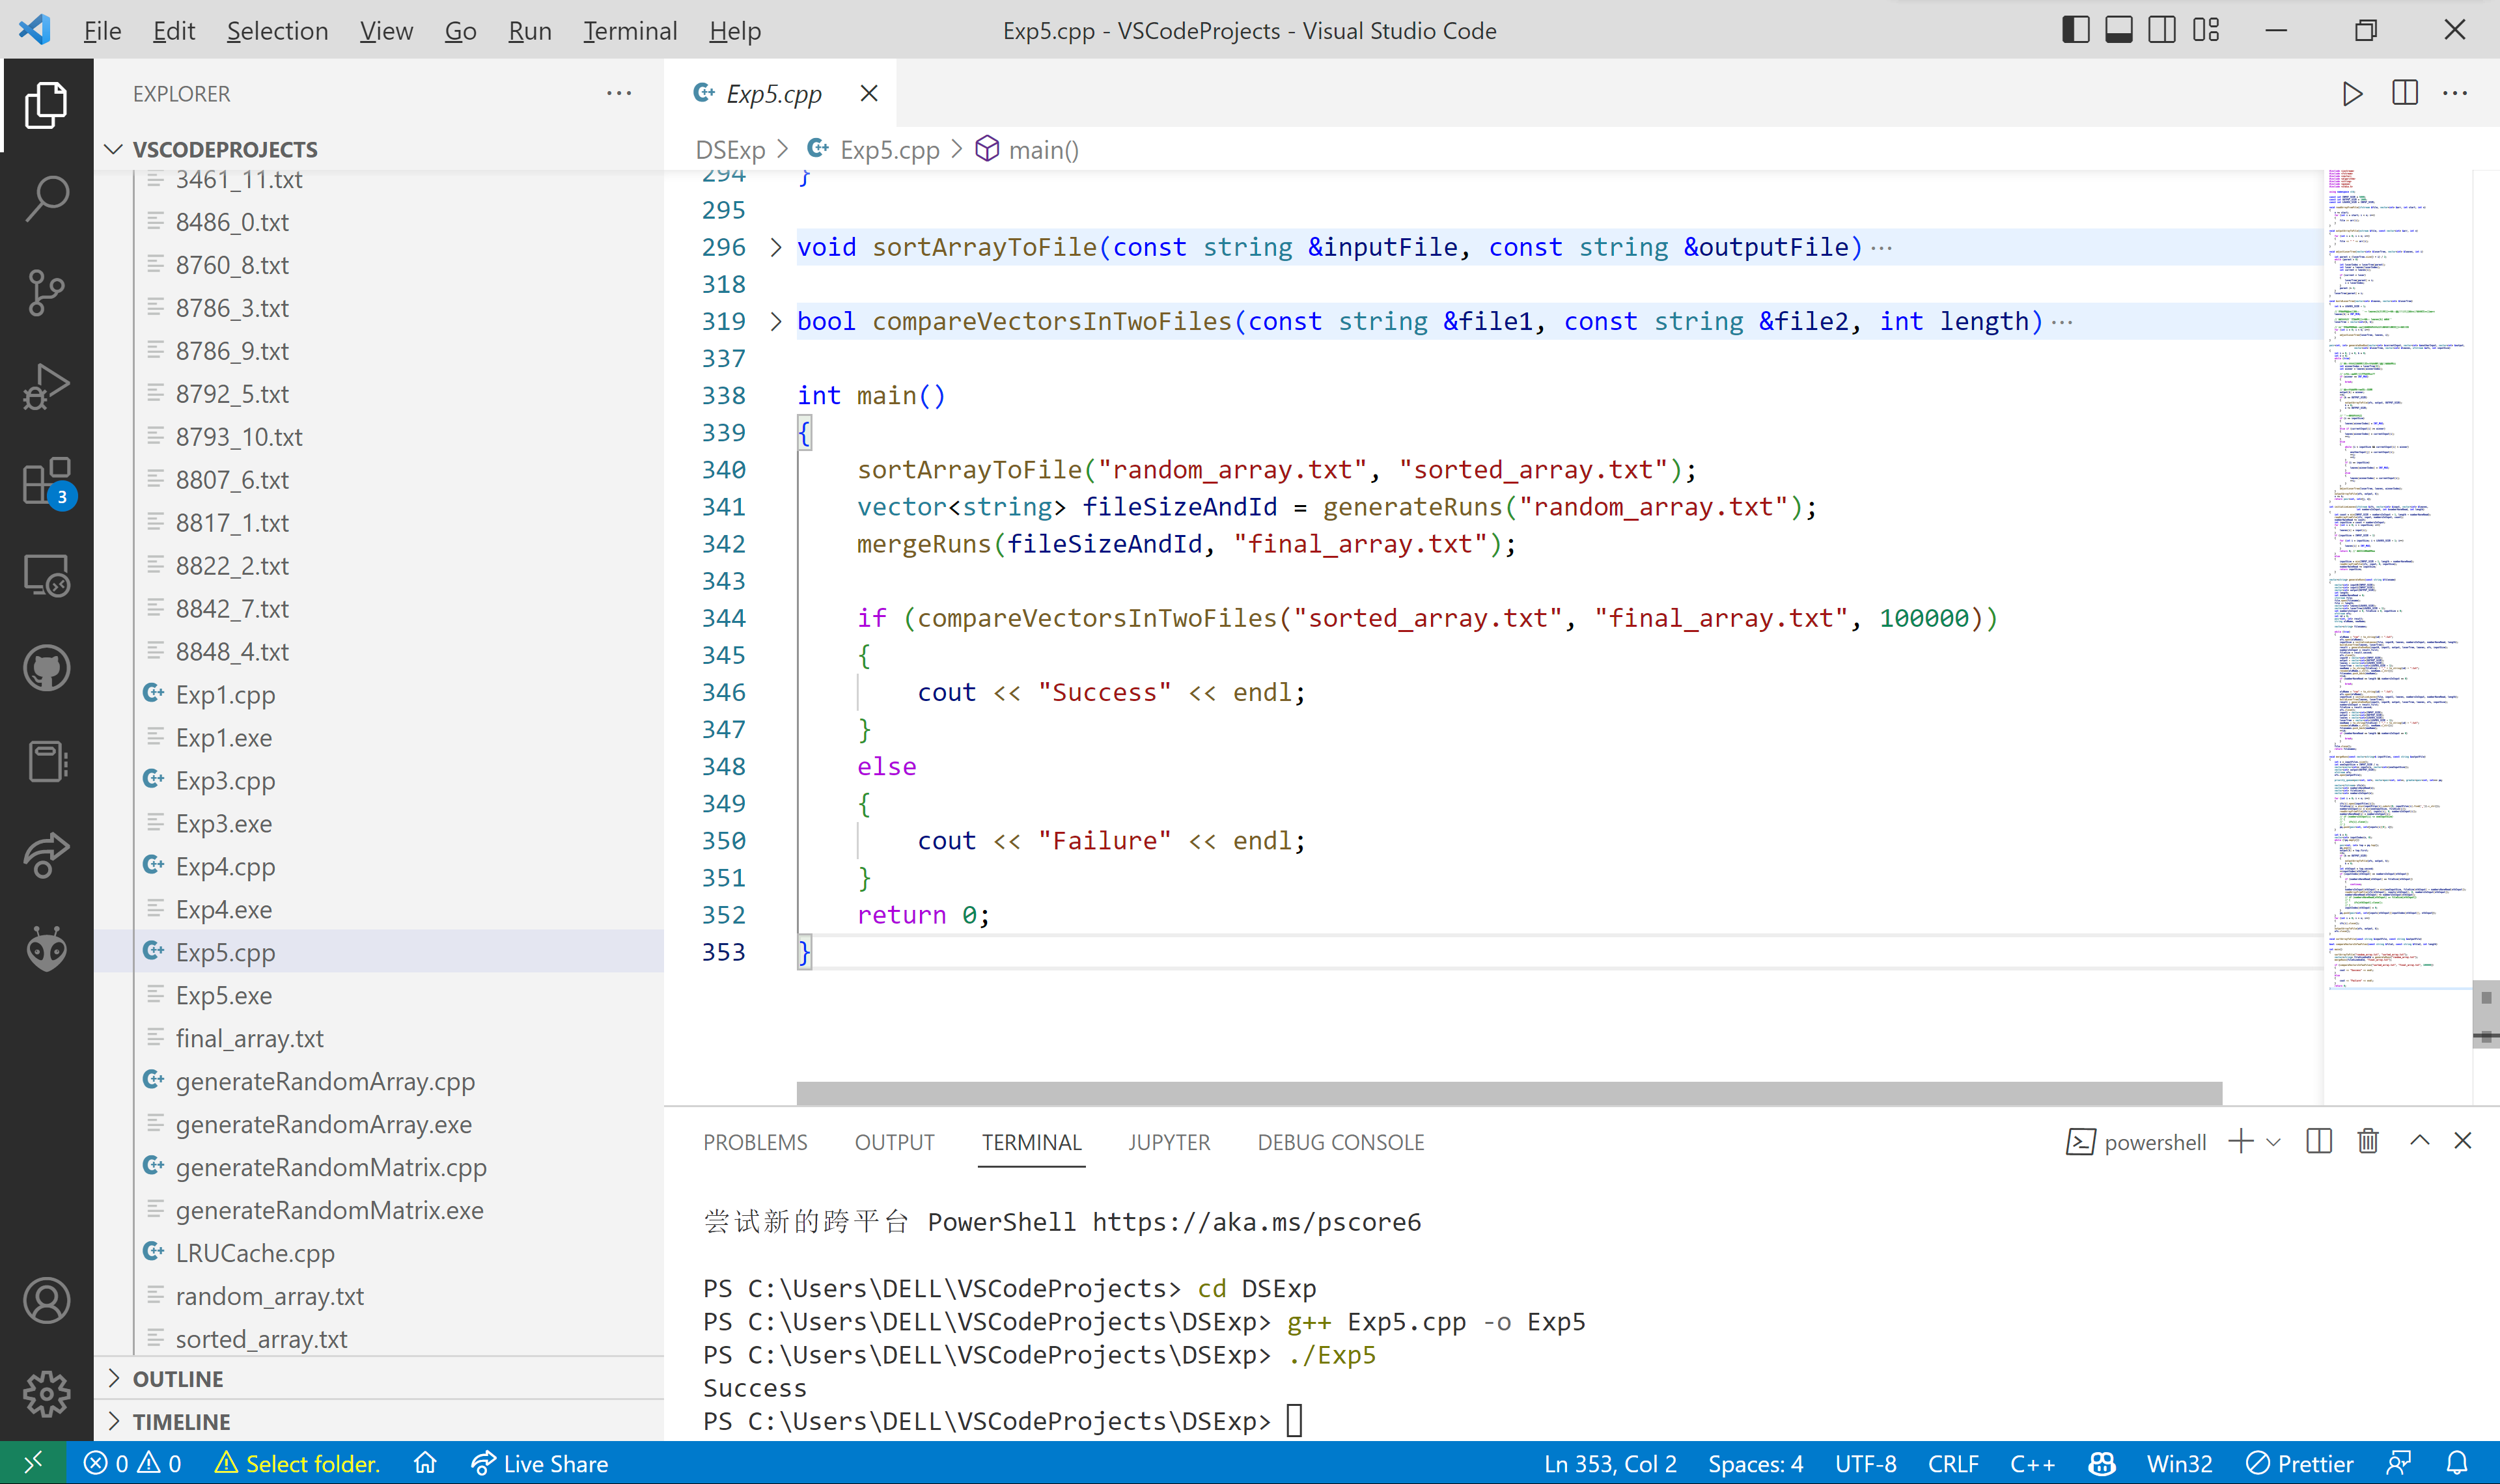 File Edit Selection View Go Run Terminal Help
Exp5.cpp - VSCodeProjects - Visual Studio Code
EXPLORER
VSCODEPROJECTS
3461_11.txt
8486_0.txt
8760_8.txt
8786_3.txt
8786_9.txt
8792_5.txt
8793_10.txt
8807_6.txt
8817_1.txt
8822_2.txt
8842_7.txt
8848_4.txt
Exp1.cpp
Exp1.exe
Exp3.cpp
Exp3.exe
Exp4.cpp
Exp4.exe
Exp5.cpp
Exp5.exe
final_array.txt
generateRandomArray.cpp
generateRandomArray.exe
generateRandomMatrix.cpp
generateRandomMatrix.exe
LRUCache.cpp
random_array.txt
sorted_array.txt
OUTLINE
TIMELINE
3
Exp5.cpp
DSExp > Exp5.cpp > main()
294 }
295
296 void sortArrayToFile(const string &inputFile, const string &outputFile)···
318
319 bool compareVectorsInTwoFiles(const string &file1, const string &file2, int length)···
337
338 int main()
339 {
340 sortArrayToFile("random_array.txt", "sorted_array.txt");
341 vector<string> fileSizeAndId = generateRuns("random_array.txt");
342 mergeRuns(fileSizeAndId, "final_array.txt");
343
344 if (compareVectorsInTwoFiles("sorted_array.txt", "final_array.txt", 100000))
345 {
346 cout << "Success" << endl;
347 }
348 else
349 {
350 cout << "Failure" << endl;
351 }
352 return 0;
353 }
PROBLEMS OUTPUT TERMINAL JUPYTER DEBUG CONSOLE
powershell
尝试新的跨平台 PowerShell https://aka.ms/pscore6
PS C:\Users\DELL\VSCodeProjects> cd DSExp
PS C:\Users\DELL\VSCodeProjects\DSExp> g++ Exp5.cpp -o Exp5
PS C:\Users\DELL\VSCodeProjects\DSExp> ./Exp5
Success
PS C:\Users\DELL\VSCodeProjects\DSExp>
0 0 Select folder. Live Share
Ln 353, Col 2 Spaces: 4 UTF-8 CRLF C++ Win32 Prettier